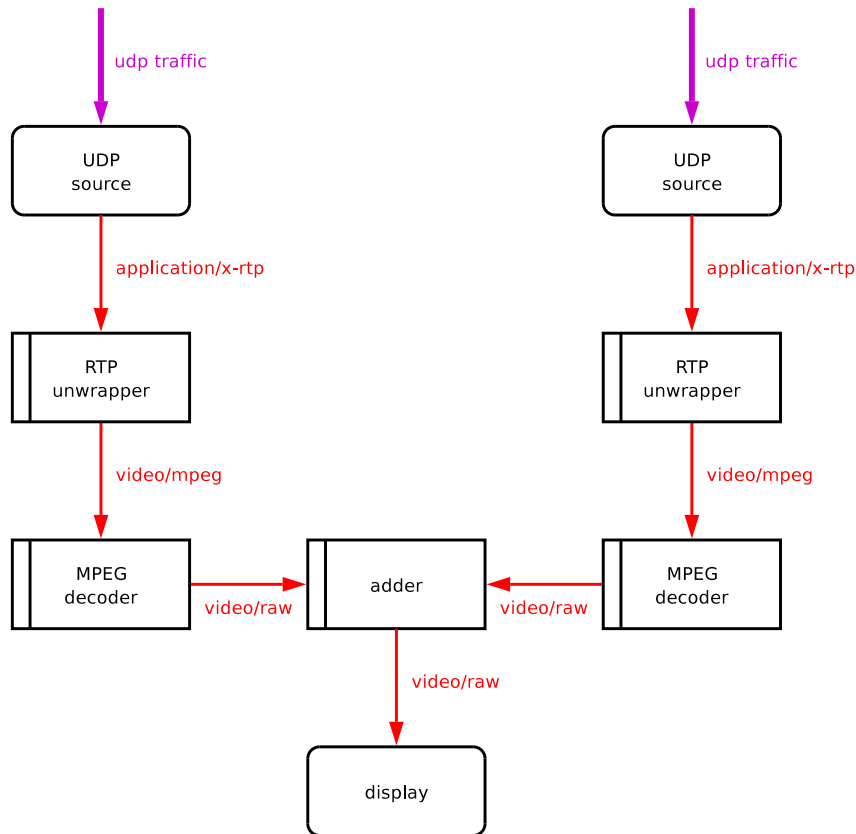 udp traffic
udp traffic
UDP
source
UDP
source
application/x-rtp
application/x-rtp
RTP
unwrapper
RTP
unwrapper
video/mpeg
video/mpeg
MPEG
decoder
adder
MPEG
decoder
video/raw
video/raw
video/raw
display